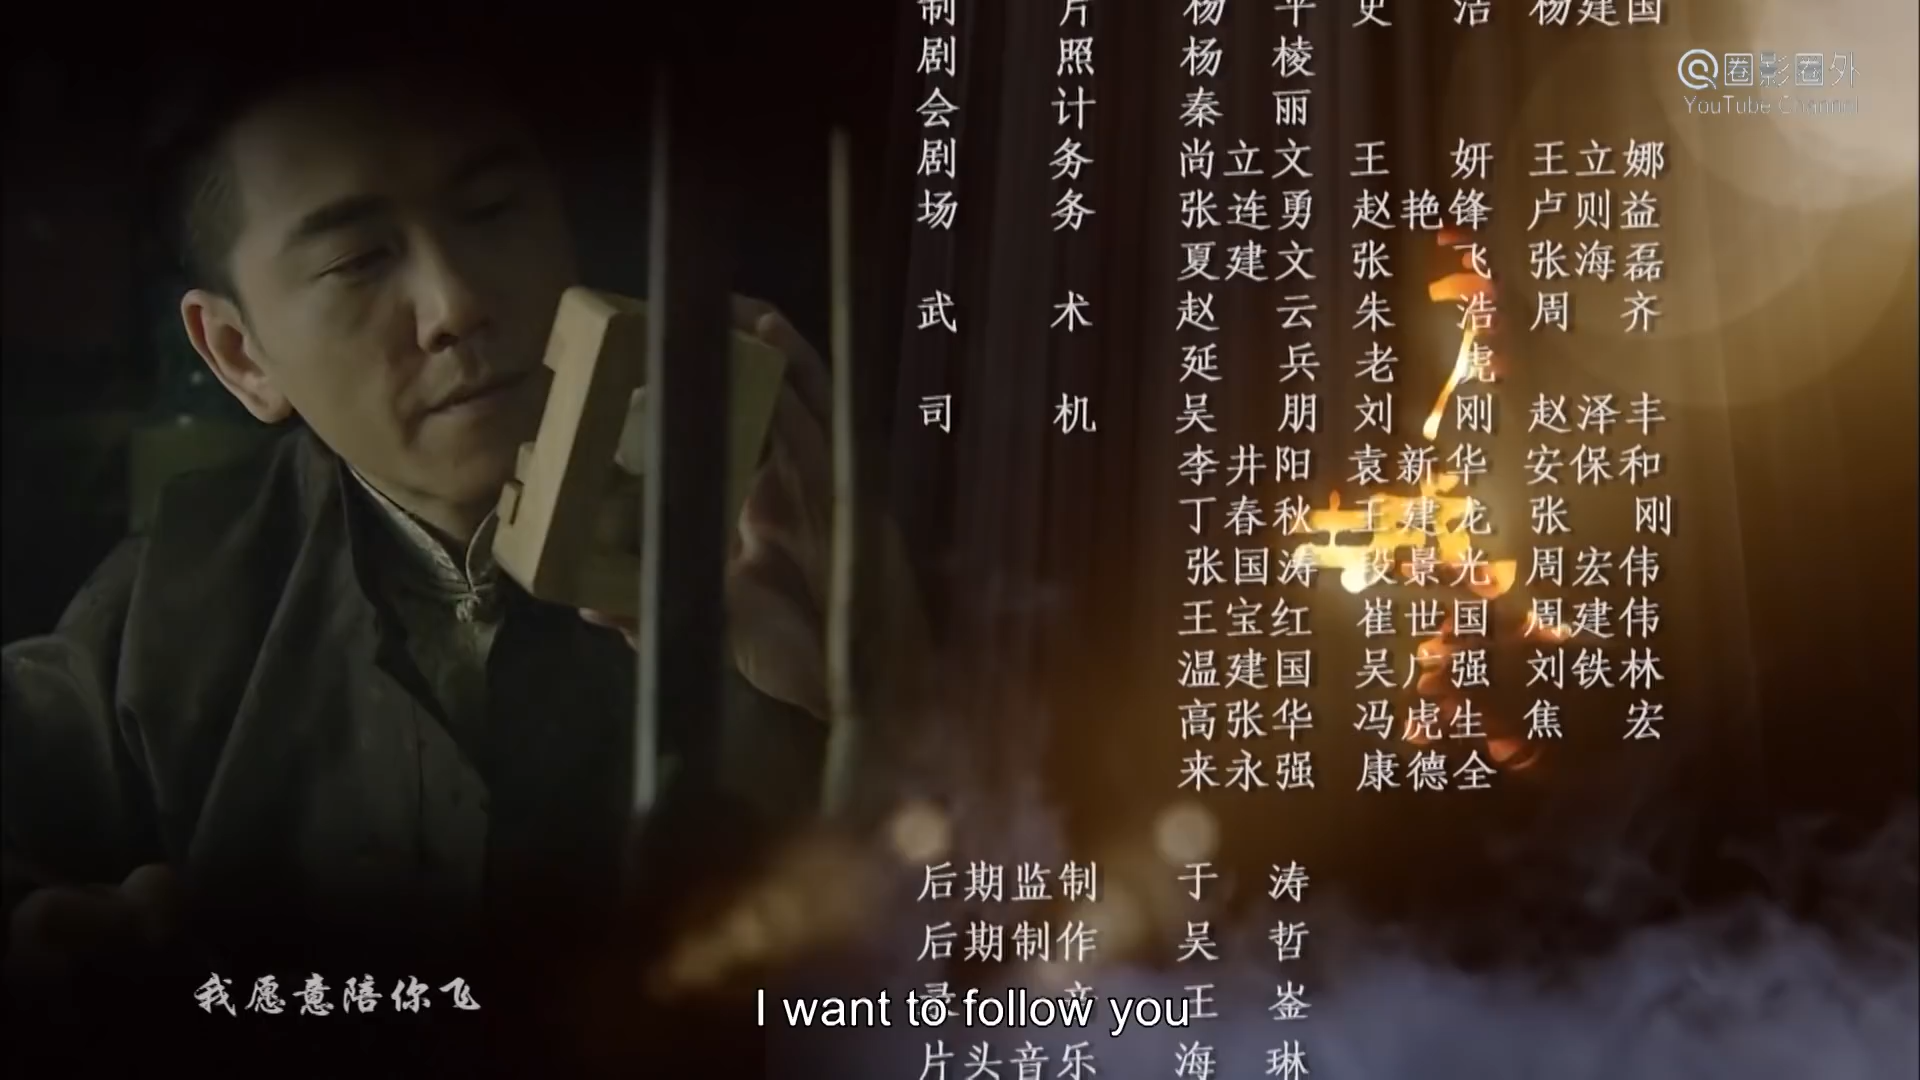 制片 杨平 史洁 杨建国
圈影圈外
剧照 杨棱
YouTube Channel
会计 秦丽
剧务 尚立文 王妍 王立娜
场务 张连勇 赵艳锋 卢则益
夏建文 张飞 张海磊
武术 赵云 朱浩 周齐
延兵 老虎
司机 吴朋 刘刚 赵泽丰
李井阳 袁新华 安保和
丁春秋 王建龙 张刚
张国涛 段景光 周宏伟
王宝红 崔世国 周建伟
温建国 吴广强 刘铁林
高张华 冯虎生 焦宏
来永强 康德全
后期监制 于涛
后期制作 吴哲
我愿意陪你飞
录音 王崟
I want to follow you
片头音乐 海琳